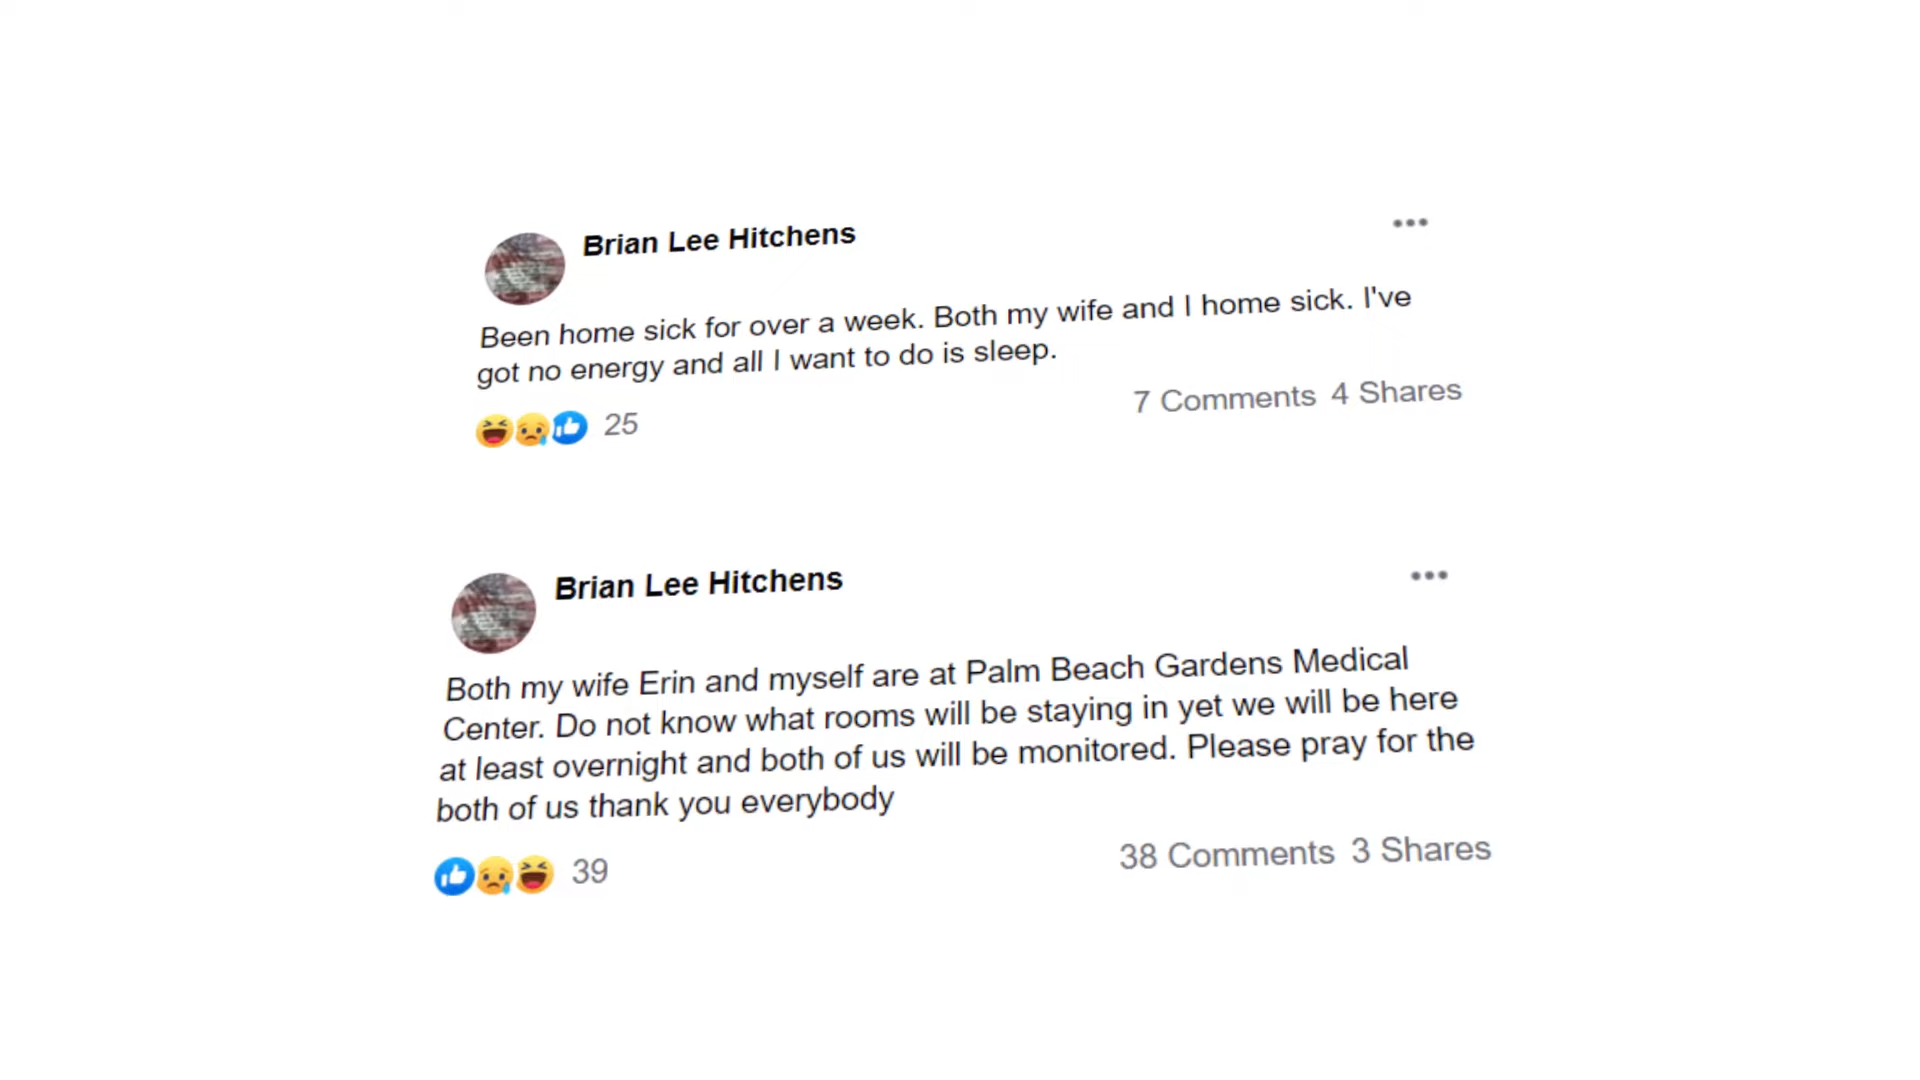 Brian Lee Hitchens
Been home sick for over a week. Both my wife and I home sick. I've
got no energy and all I want to do is sleep.
25
7 Comments 4 Shares
Brian Lee Hitchens
Both my wife Erin and myself are at Palm Beach Gardens Medical
Center. Do not know what rooms will be staying in yet we will be here
at least overnight and both of us will be monitored. Please pray for the
both of us thank you everybody
39
38 Comments 3 Shares